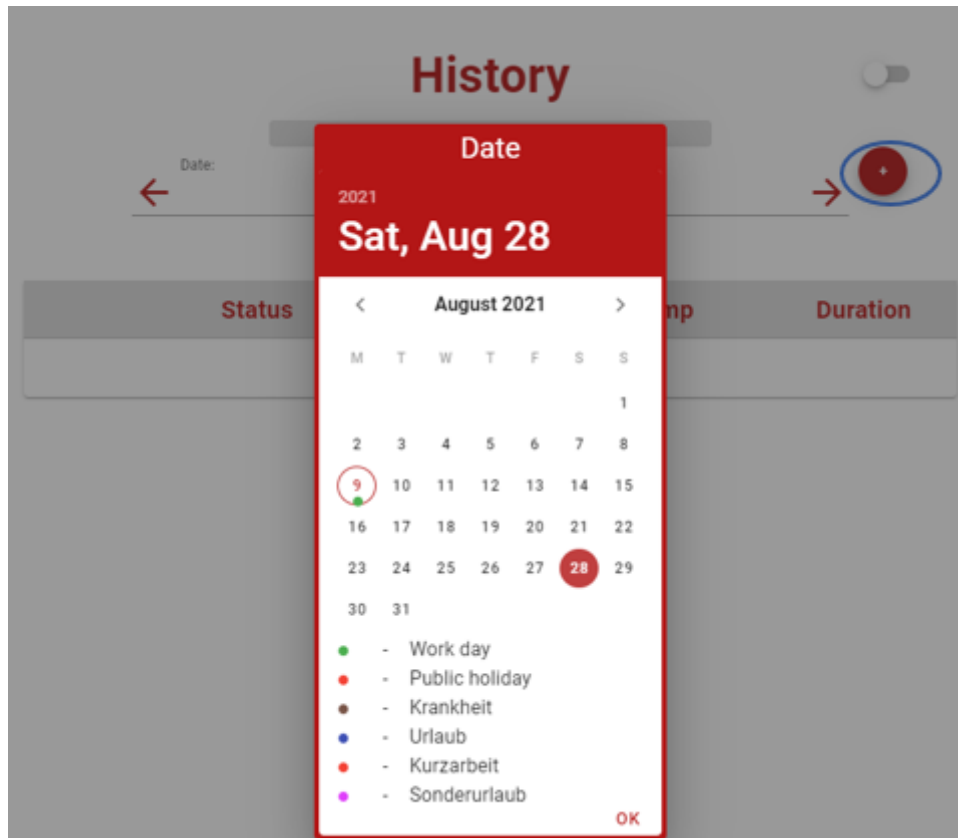 History
Date
Date:
+
2021
Sat, Aug 28
August 2021
Status
mp
Duration
M T W T F S S
1
2 3 4 5 6 7 8
9 10 11 12 13 14 15
16 17 18 19 20 21 22
23 24 25 26 27 28 29
30 31
- Work day
- Public holiday
- Krankheit
- Urlaub
- Kurzarbeit
- Sonderurlaub
OK